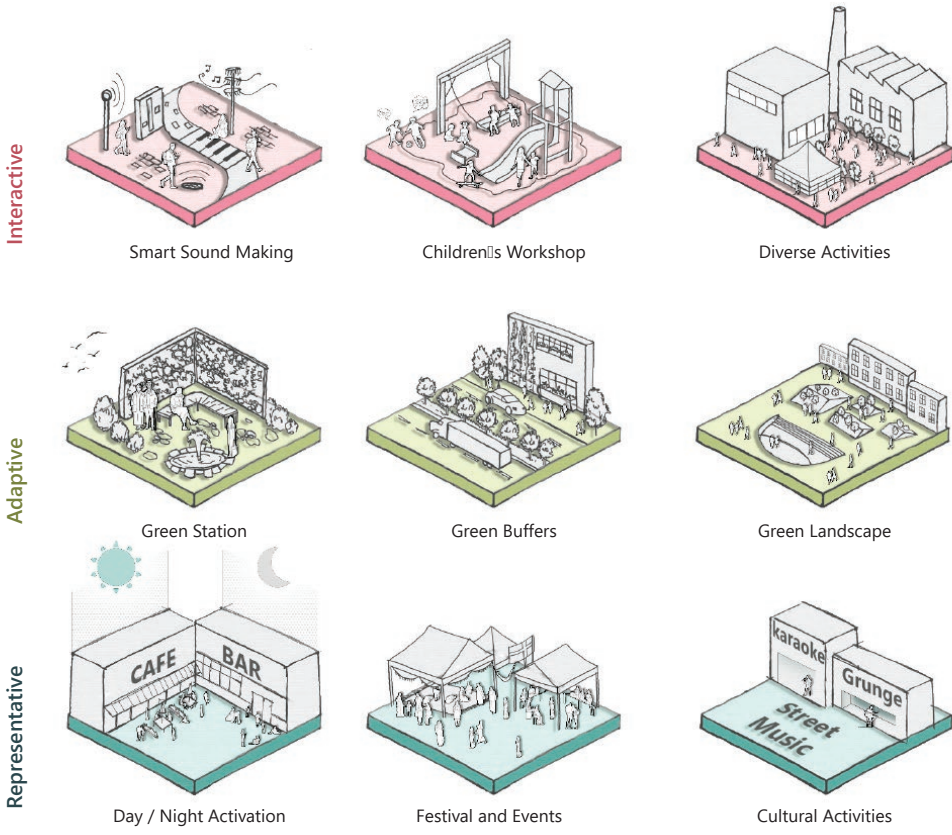 Interactive
Smart Sound Making
Children▯s Workshop
Diverse Activities
Adaptive
Green Station
Green Buffers
Green Landscape
Representative
CAFE
BAR
karaoke
Grunge
Street
Music
Day / Night Activation
Festival and Events
Cultural Activities